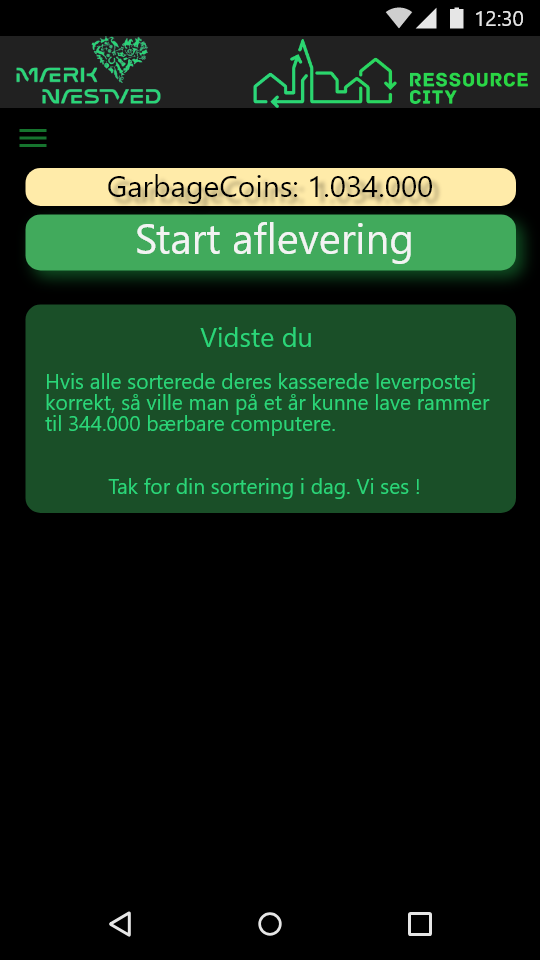 12:30
MÆRK
NÆSTVED
RESSOURCE
CITY
GarbageCoins: 1.034.000
Start aflevering
Vidste du
Hvis alle sorterede deres kasserede leverpostej
korrekt, så ville man på et år kunne lave rammer
til 344.000 bærbare computere.
Tak for din sortering i dag. Vi ses !